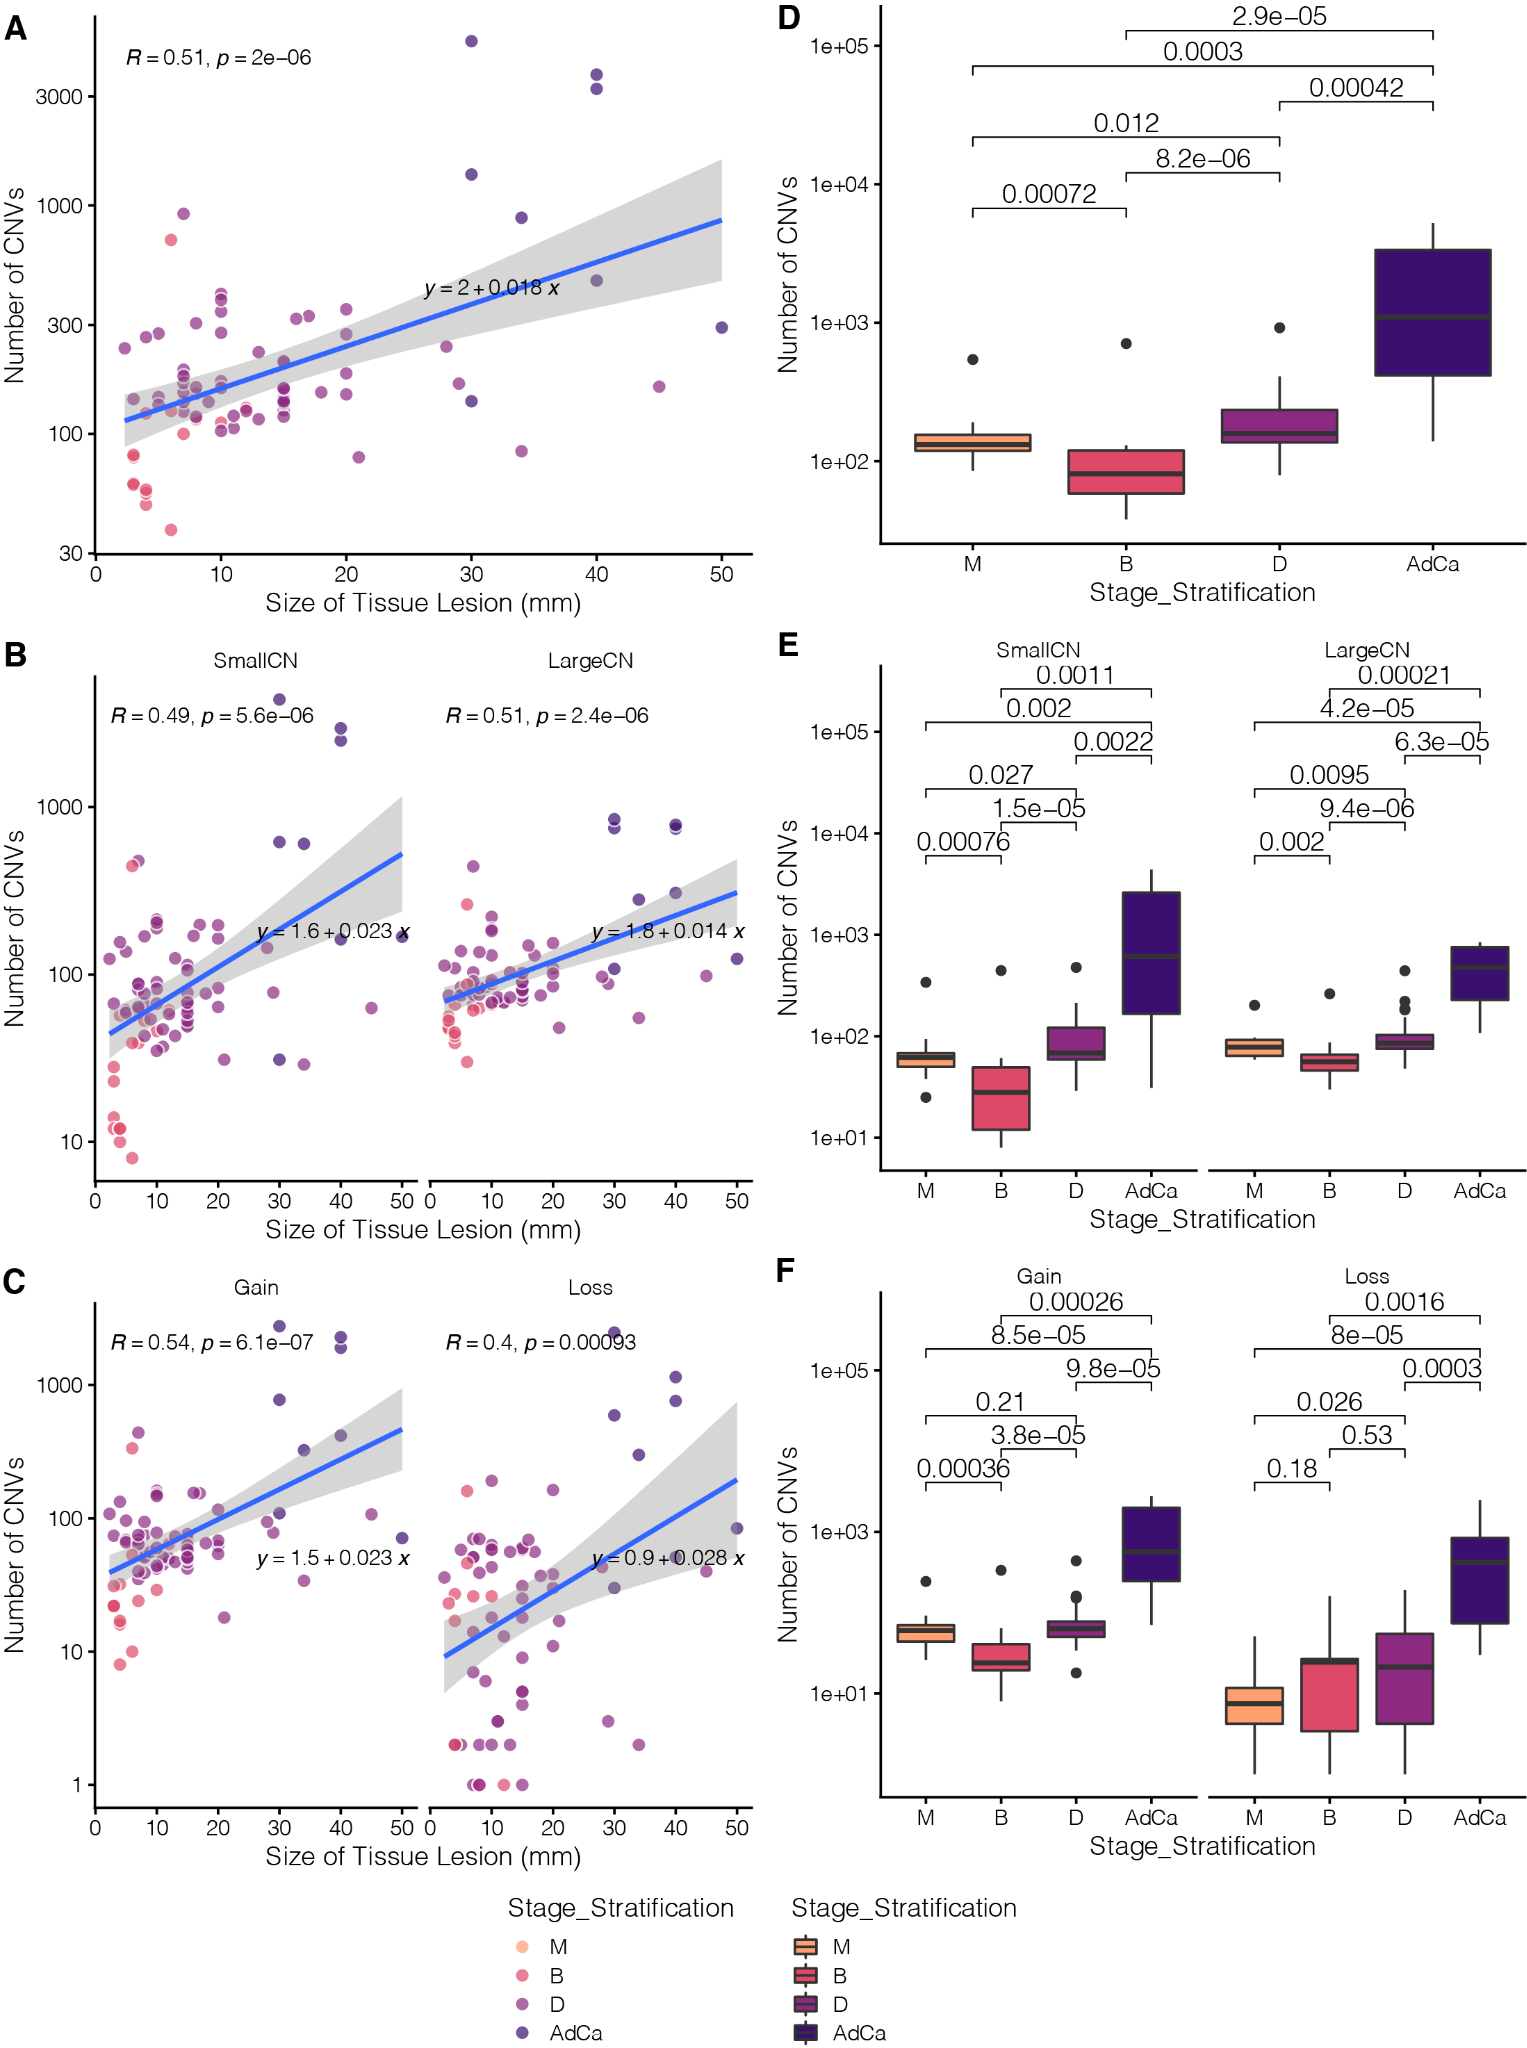 A
R = 0.51, p = 2e−06
y = 2 + 0.018 x
Number of CNVs
3000
1000
300
100
30
0 10 20 30 40 50
Size of Tissue Lesion (mm)
D
2.9e−05
0.0003
0.00042
0.012
8.2e−06
0.00072
Number of CNVs
1e+05
1e+04
1e+03
1e+02
M B D AdCa
Stage_Stratification
B
SmallCN LargeCN
R = 0.49, p = 5.6e−06
R = 0.51, p = 2.4e−06
y = 1.6 + 0.023 x
y = 1.8 + 0.014 x
Number of CNVs
1000
100
10
0 10 20 30 40 50
0 10 20 30 40 50
Size of Tissue Lesion (mm)
E
SmallCN LargeCN
0.0011
0.002
0.0022
0.027
1.5e−05
0.00076
0.00021
4.2e−05
6.3e−05
0.0095
9.4e−06
0.002
Number of CNVs
1e+05
1e+04
1e+03
1e+02
1e+01
M B D AdCa
M B D AdCa
Stage_Stratification
C
Gain Loss
R = 0.54, p = 6.1e−07
R = 0.4, p = 0.00093
y = 1.5 + 0.023 x
y = 0.9 + 0.028 x
Number of CNVs
1000
100
10
1
0 10 20 30 40 50
0 10 20 30 40 50
Size of Tissue Lesion (mm)
F
Gain Loss
0.00026
8.5e−05
9.8e−05
0.21
3.8e−05
0.00036
0.0016
8e−05
0.0003
0.026
0.53
0.18
Number of CNVs
1e+05
1e+03
1e+01
M B D AdCa
M B D AdCa
Stage_Stratification
Stage_Stratification
M
B
D
AdCa
Stage_Stratification
M
B
D
AdCa